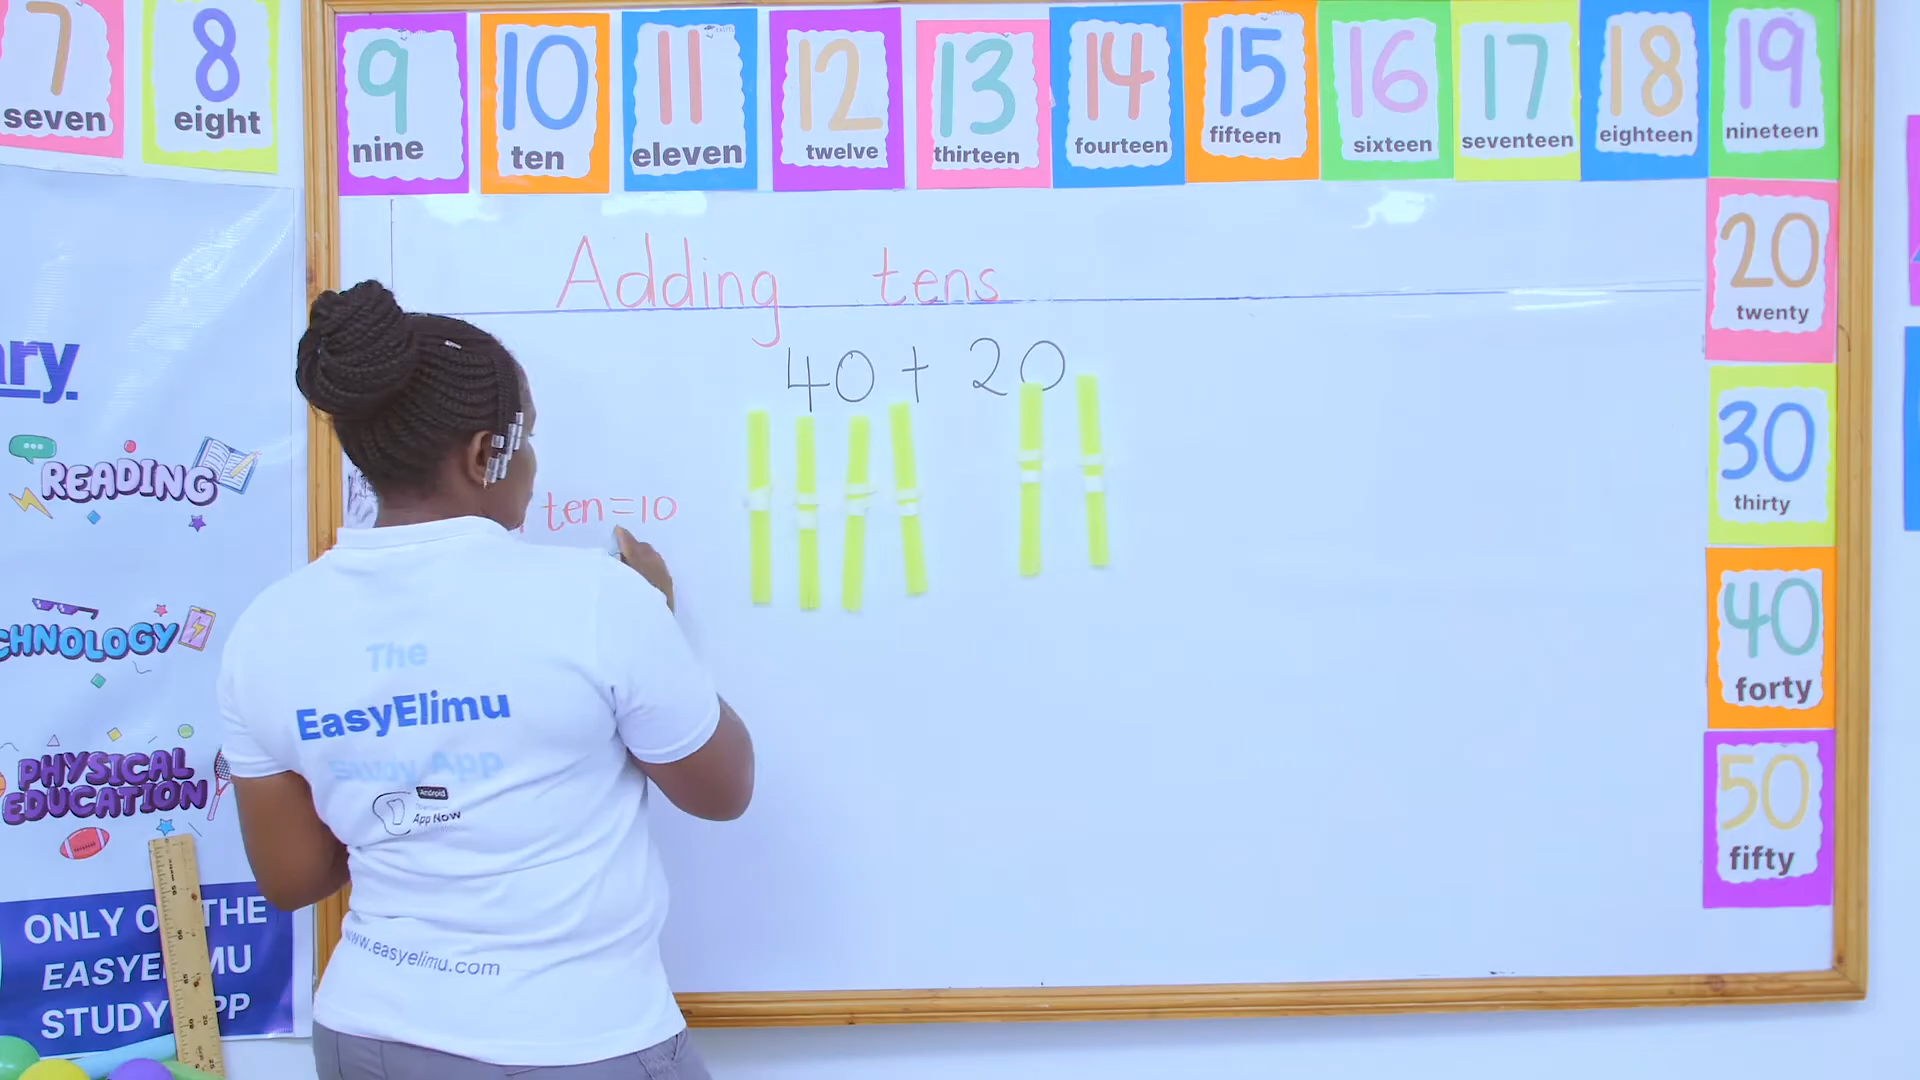 7
seven
8
eight
9
nine
10
ten
11
eleven
12
twelve
13
thirteen
14
fourteen
15
fifteen
16
sixteen
17
seventeen
18
eighteen
19
nineteen
20
twenty
30
thirty
40
forty
50
fifty
Adding tens
40 + 20
ten=10
ary
READING
CHNOLOGY
PHYSICAL
EDUCATION
ONLY O THE
EASYE MU
STUDY PP
The
EasyElimu
Study App
Android
App Now
www.easyelimu.com